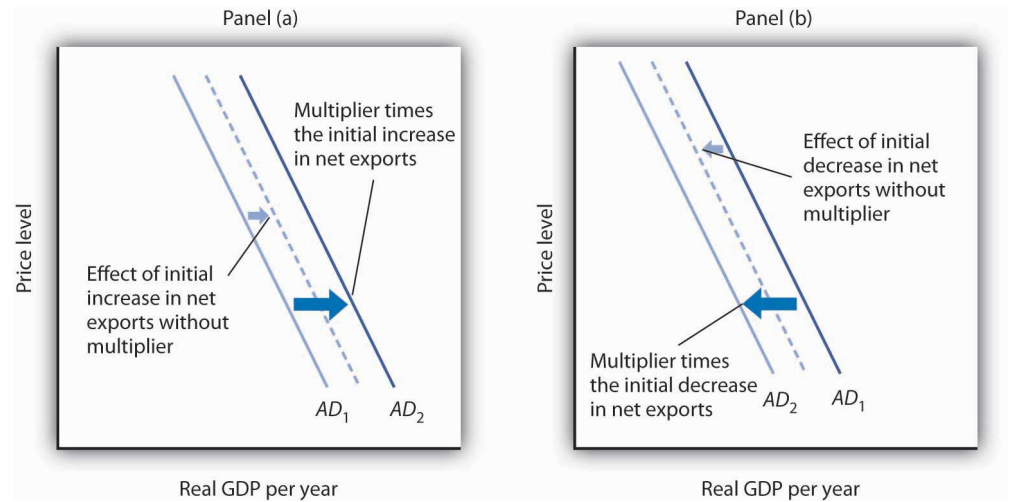 Panel (a)
Multiplier times
the initial increase
in net exports
Price level
Effect of initial
increase in net
exports without
multiplier
AD1
AD2
Real GDP per year
Panel (b)
Effect of initial
decrease in net
exports without
multiplier
Price level
Multiplier times
the initial decrease
in net exports
AD2
AD1
Real GDP per year